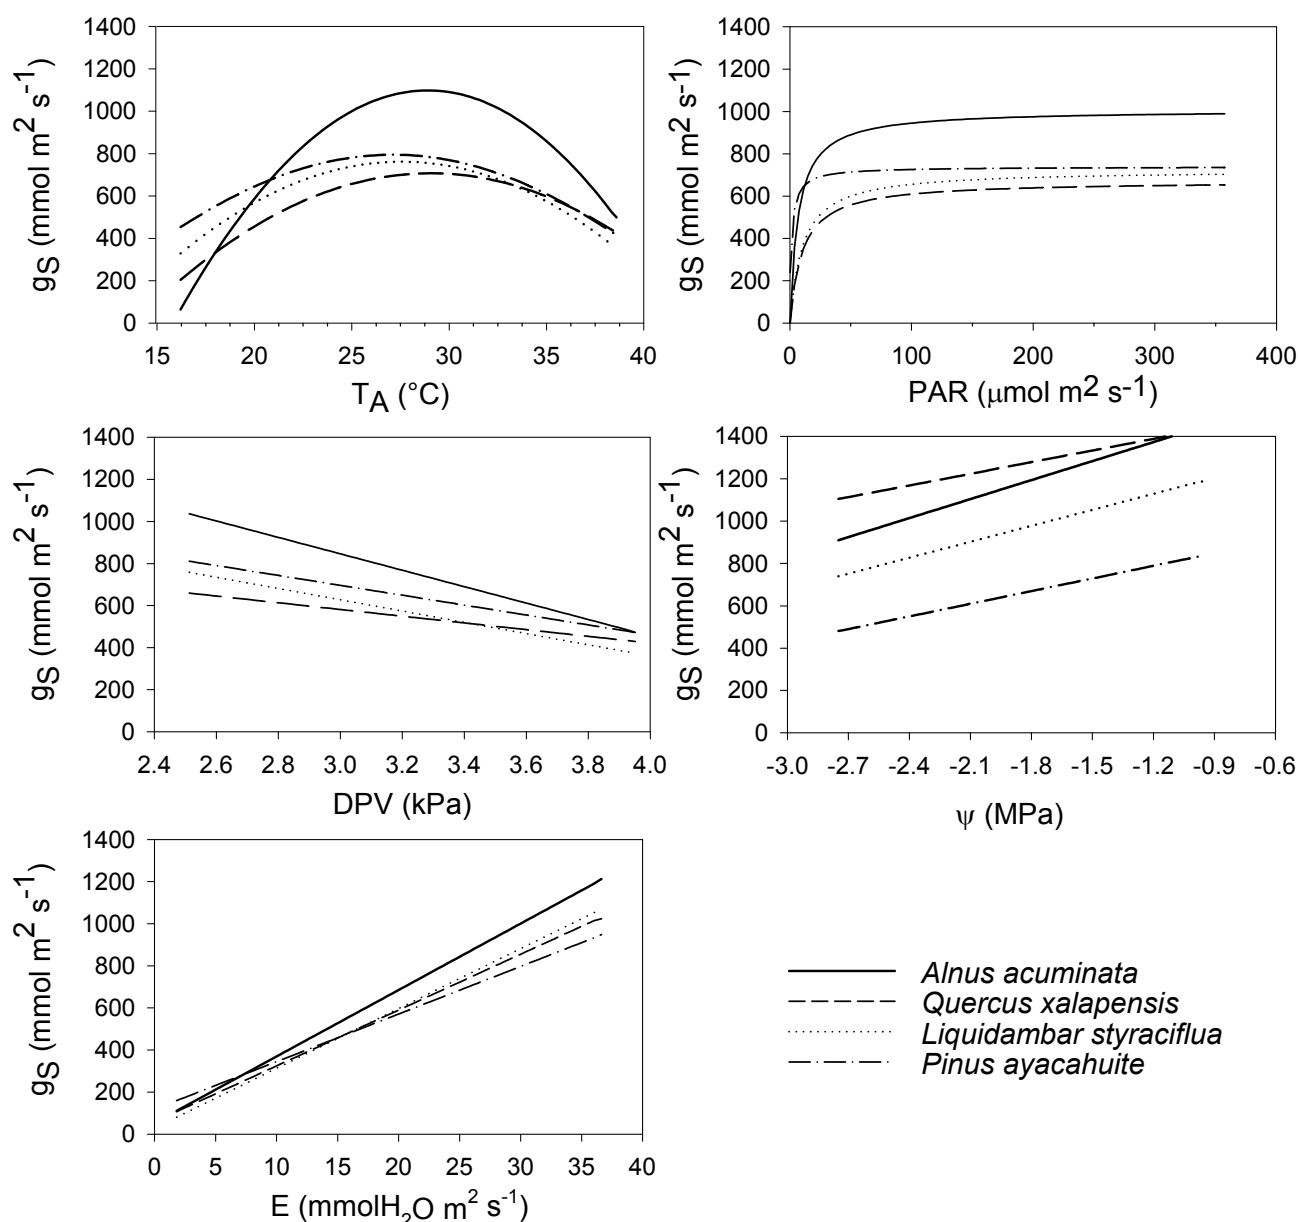 1400
1200
1000
800
600
400
200
0
gS (mmol m2 s-1)
15 20 25 30 35 40
TA (°C)
1400
1200
1000
800
600
400
200
0
gS (mmol m2 s-1)
0 100 200 300 400
PAR (μmol m2 s-1)
1400
1200
1000
800
600
400
200
0
gS (mmol m2 s-1)
2.4 2.6 2.8 3.0 3.2 3.4 3.6 3.8 4.0
DPV (kPa)
1400
1200
1000
800
600
400
200
0
gS (mmol m2 s-1)
-3.0 -2.7 -2.4 -2.1 -1.8 -1.5 -1.2 -0.9 -0.6
ψ (MPa)
1400
1200
1000
800
600
400
200
0
gS (mmol m2 s-1)
0 5 10 15 20 25 30 35 40
E (mmolH2O m2 s-1)
Alnus acuminata
Quercus xalapensis
Liquidambar styraciflua
Pinus ayacahuite